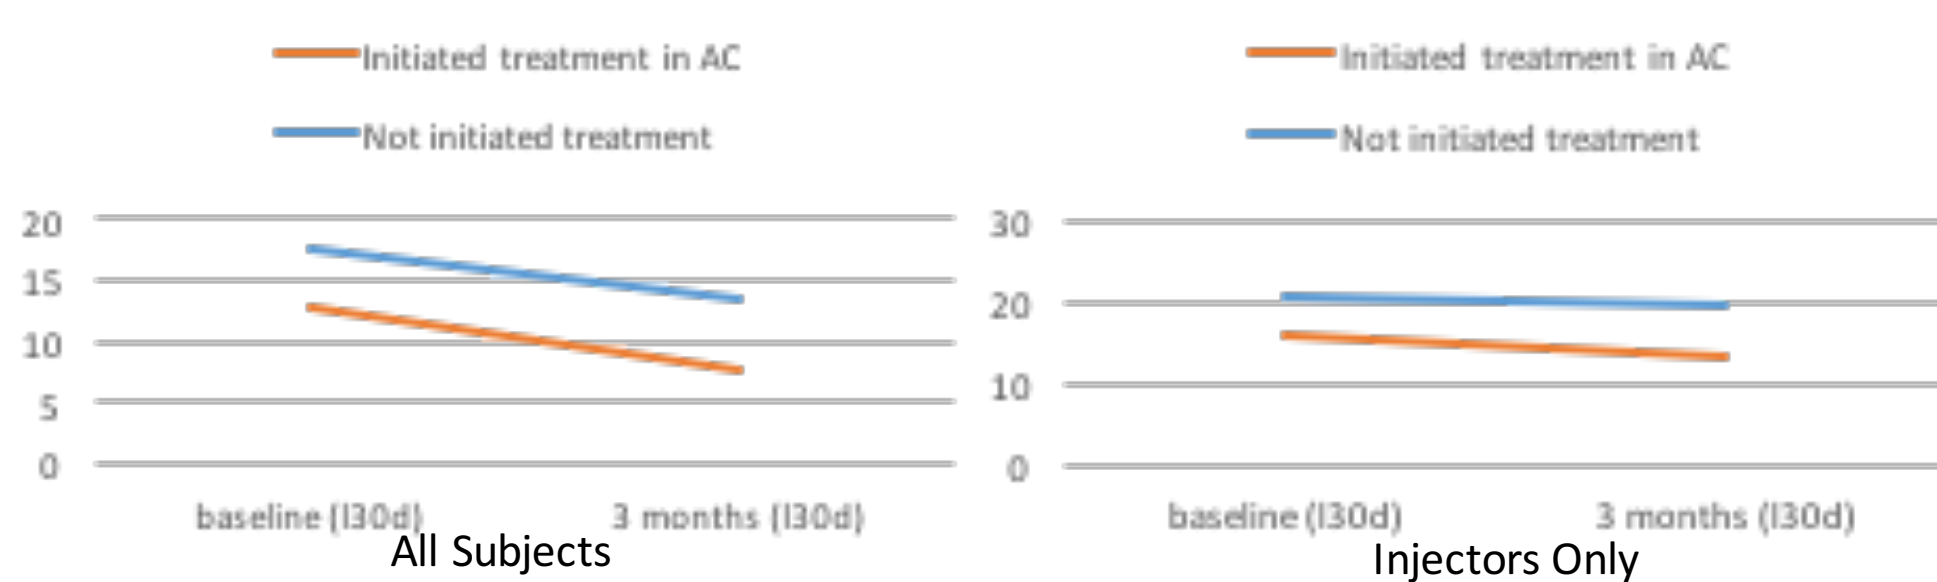 Initiated treatment in AC
Not initiated treatment
20
15
10
5
0
baseline (l30d)
3 months (l30d)
All Subjects
Initiated treatment in AC
Not initiated treatment
30
20
10
0
baseline (l30d)
3 months (l30d)
Injectors Only